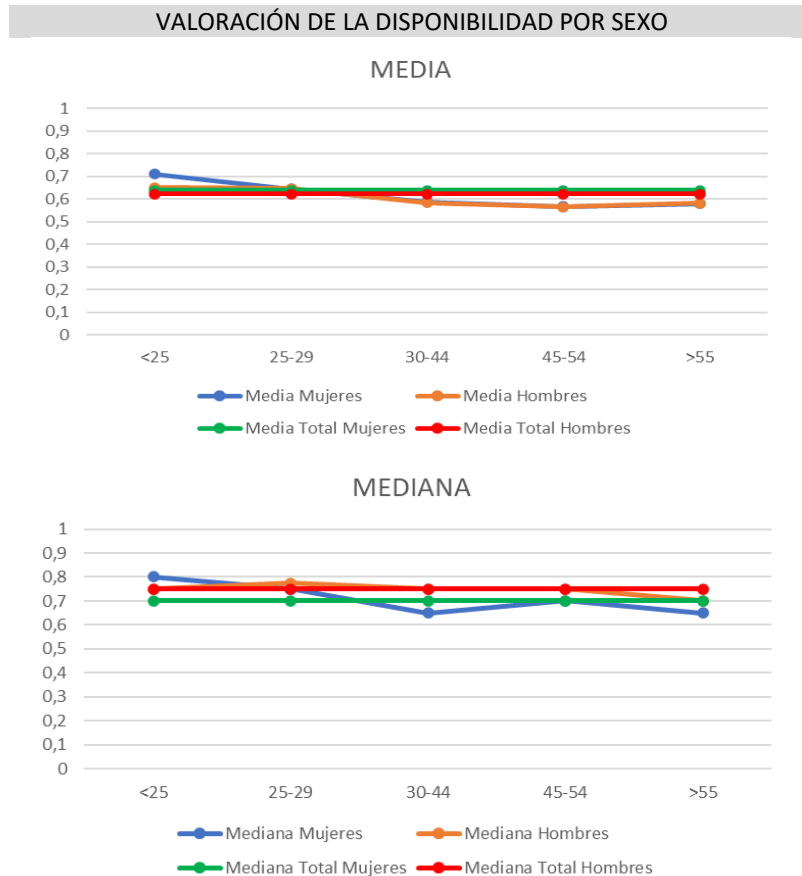 VALORACIÓN DE LA DISPONIBILIDAD POR SEXO
MEDIA
1
0,9
0,8
0,7
0,6
0,5
0,4
0,3
0,2
0,1
0
<25 25-29 30-44 45-54 >55
Media Mujeres Media Hombres
Media Total Mujeres Media Total Hombres
MEDIANA
1
0,9
0,8
0,7
0,6
0,5
0,4
0,3
0,2
0,1
0
<25 25-29 30-44 45-54 >55
Mediana Mujeres Mediana Hombres
Mediana Total Mujeres Mediana Total Hombres